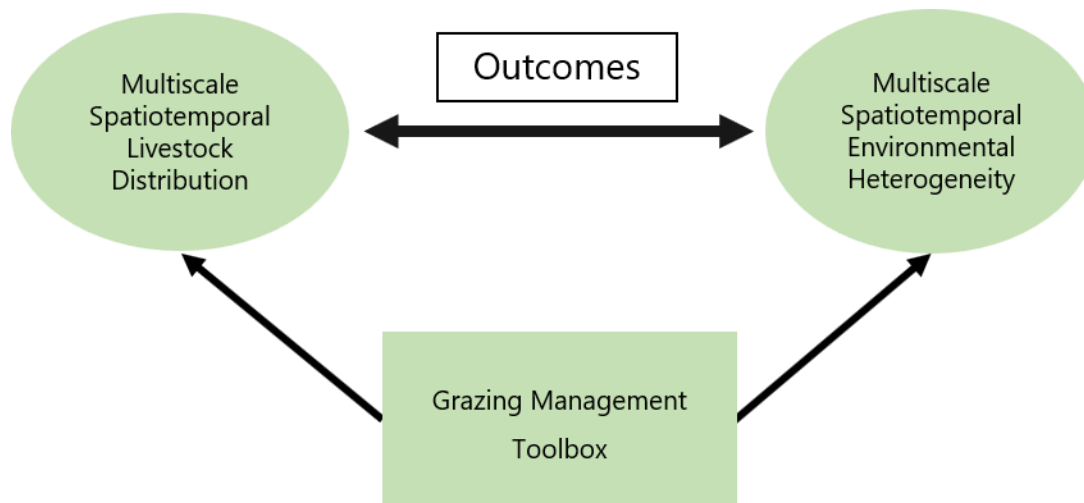 Multiscale
Spatiotemporal
Livestock
Distribution
Outcomes
Multiscale
Spatiotemporal
Environmental
Heterogeneity
Grazing Management
Toolbox